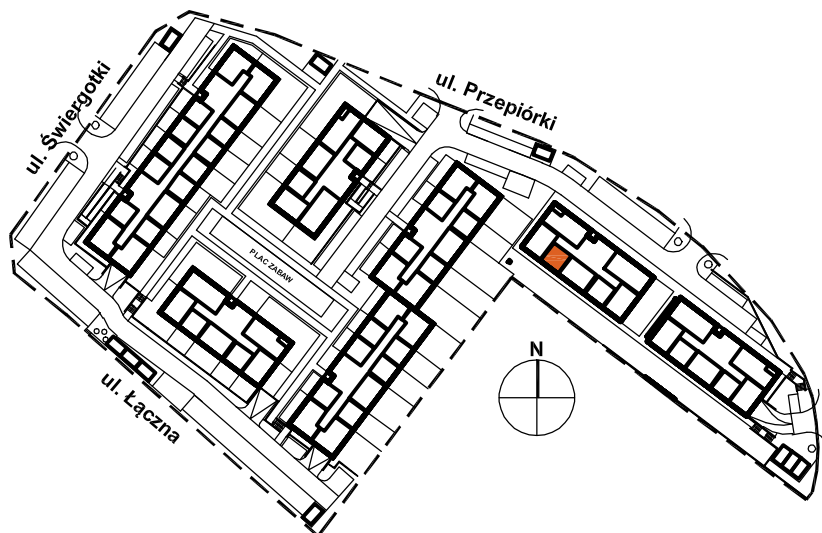 ul. Świergotki
ul. Przepiórki
PLAC ZABAW
N
ul. Łączna